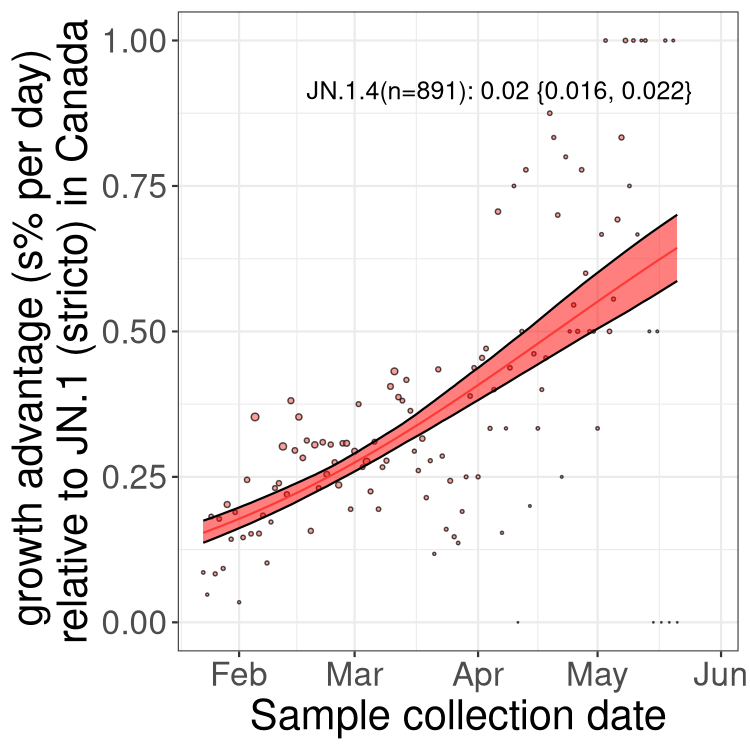 growth advantage (s% per day)
relative to JN.1 (stricto) in Canada
1.00
0.75
0.50
0.25
0.00
JN.1.4(n=891): 0.02 {0.016, 0.022}
Feb Mar Apr May Jun
Sample collection date